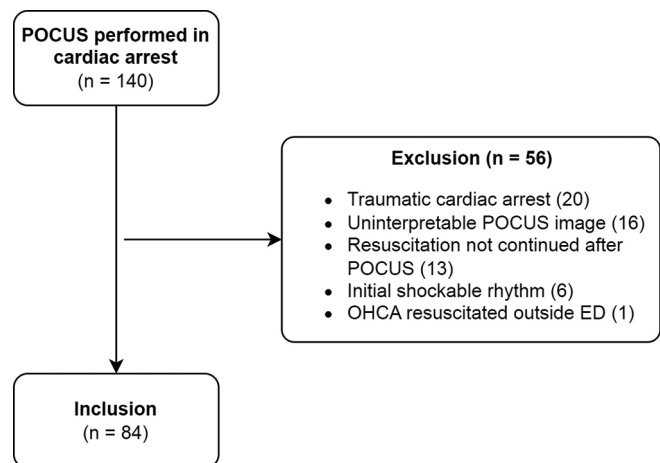 POCUS performed in
cardiac arrest
(n = 140)
Exclusion (n = 56)
• Traumatic cardiac arrest (20)
• Uninterpretable POCUS image (16)
• Resuscitation not continued after
POCUS (13)
• Initial shockable rhythm (6)
• OHCA resuscitated outside ED (1)
Inclusion
(n = 84)